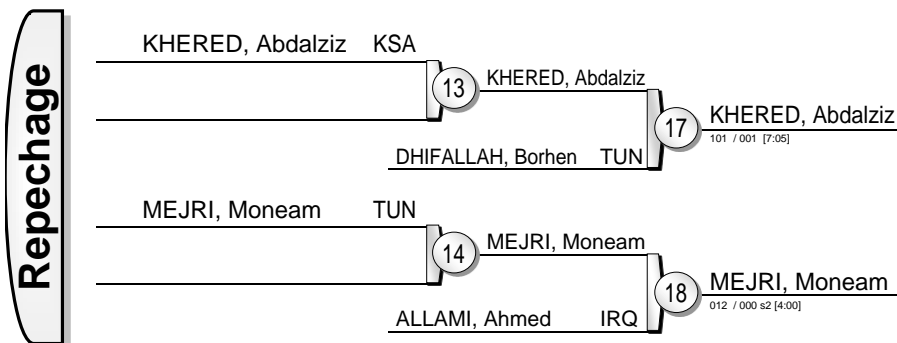 Repechage
KHERED, Abdalziz KSA
13
KHERED, Abdalziz
17
KHERED, Abdalziz
101 / 001 [7:05]
DHIFALLAH, Borhen TUN
MEJRI, Moneam TUN
14
MEJRI, Moneam
18
MEJRI, Moneam
012 / 000 s2 [4:00]
ALLAMI, Ahmed IRQ